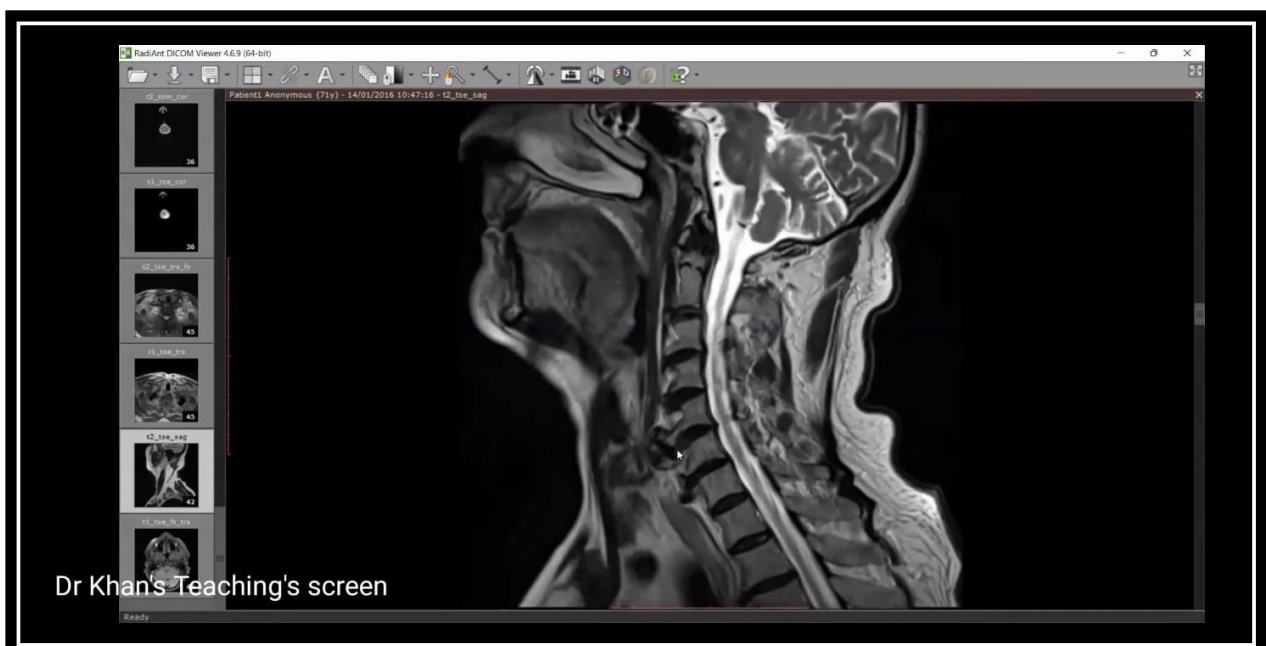 RadiAnt DICOM Viewer 4.6.9 (64-bit)
Patient1 Anonymous (71y) - 14/01/2016 10:47:16 - t2_tse_sag
t2_tirm_cor
36
t1_tse_cor
36
t2_tse_tra_fs
45
t1_tse_tra
45
t2_tse_sag
42
t1_tse_fs_tra
Dr Khan's Teaching's screen
Ready